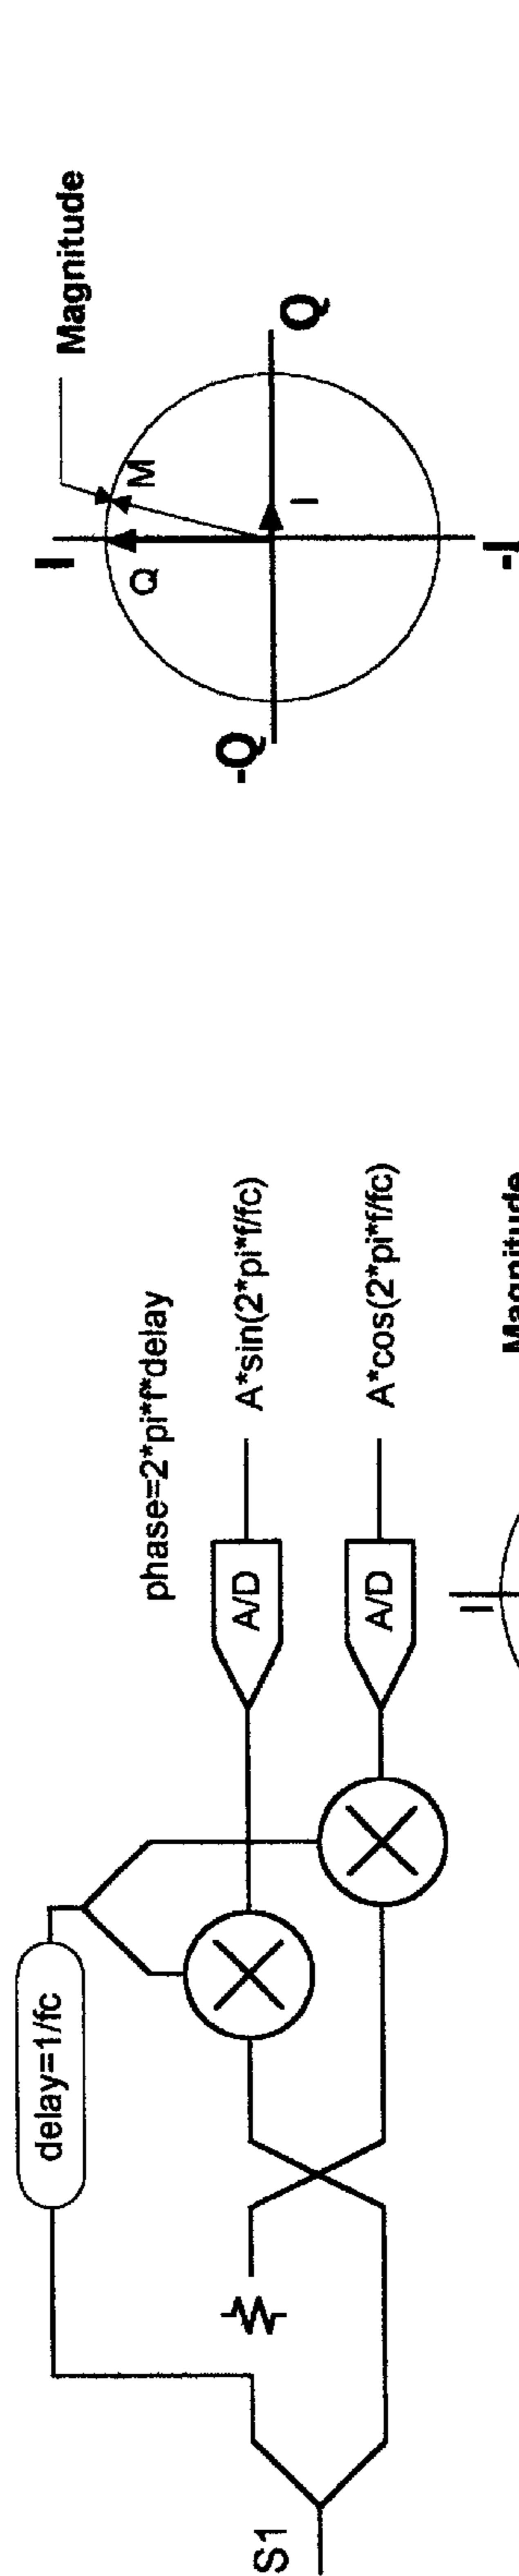 S1
delay=1/fc
phase=2*pi*f*delay
A/D
A*sin(2*pi*f/fc)
A/D
A*cos(2*pi*f/fc)
I
Magnitude
Magnitude
I
M
Q
I
-Q
Q
-I